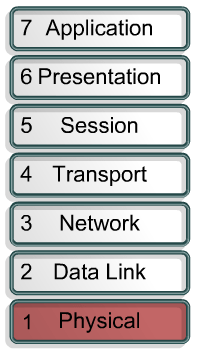 7 Application
6 Presentation
5 Session
4 Transport
3 Network
2 Data Link
1 Physical